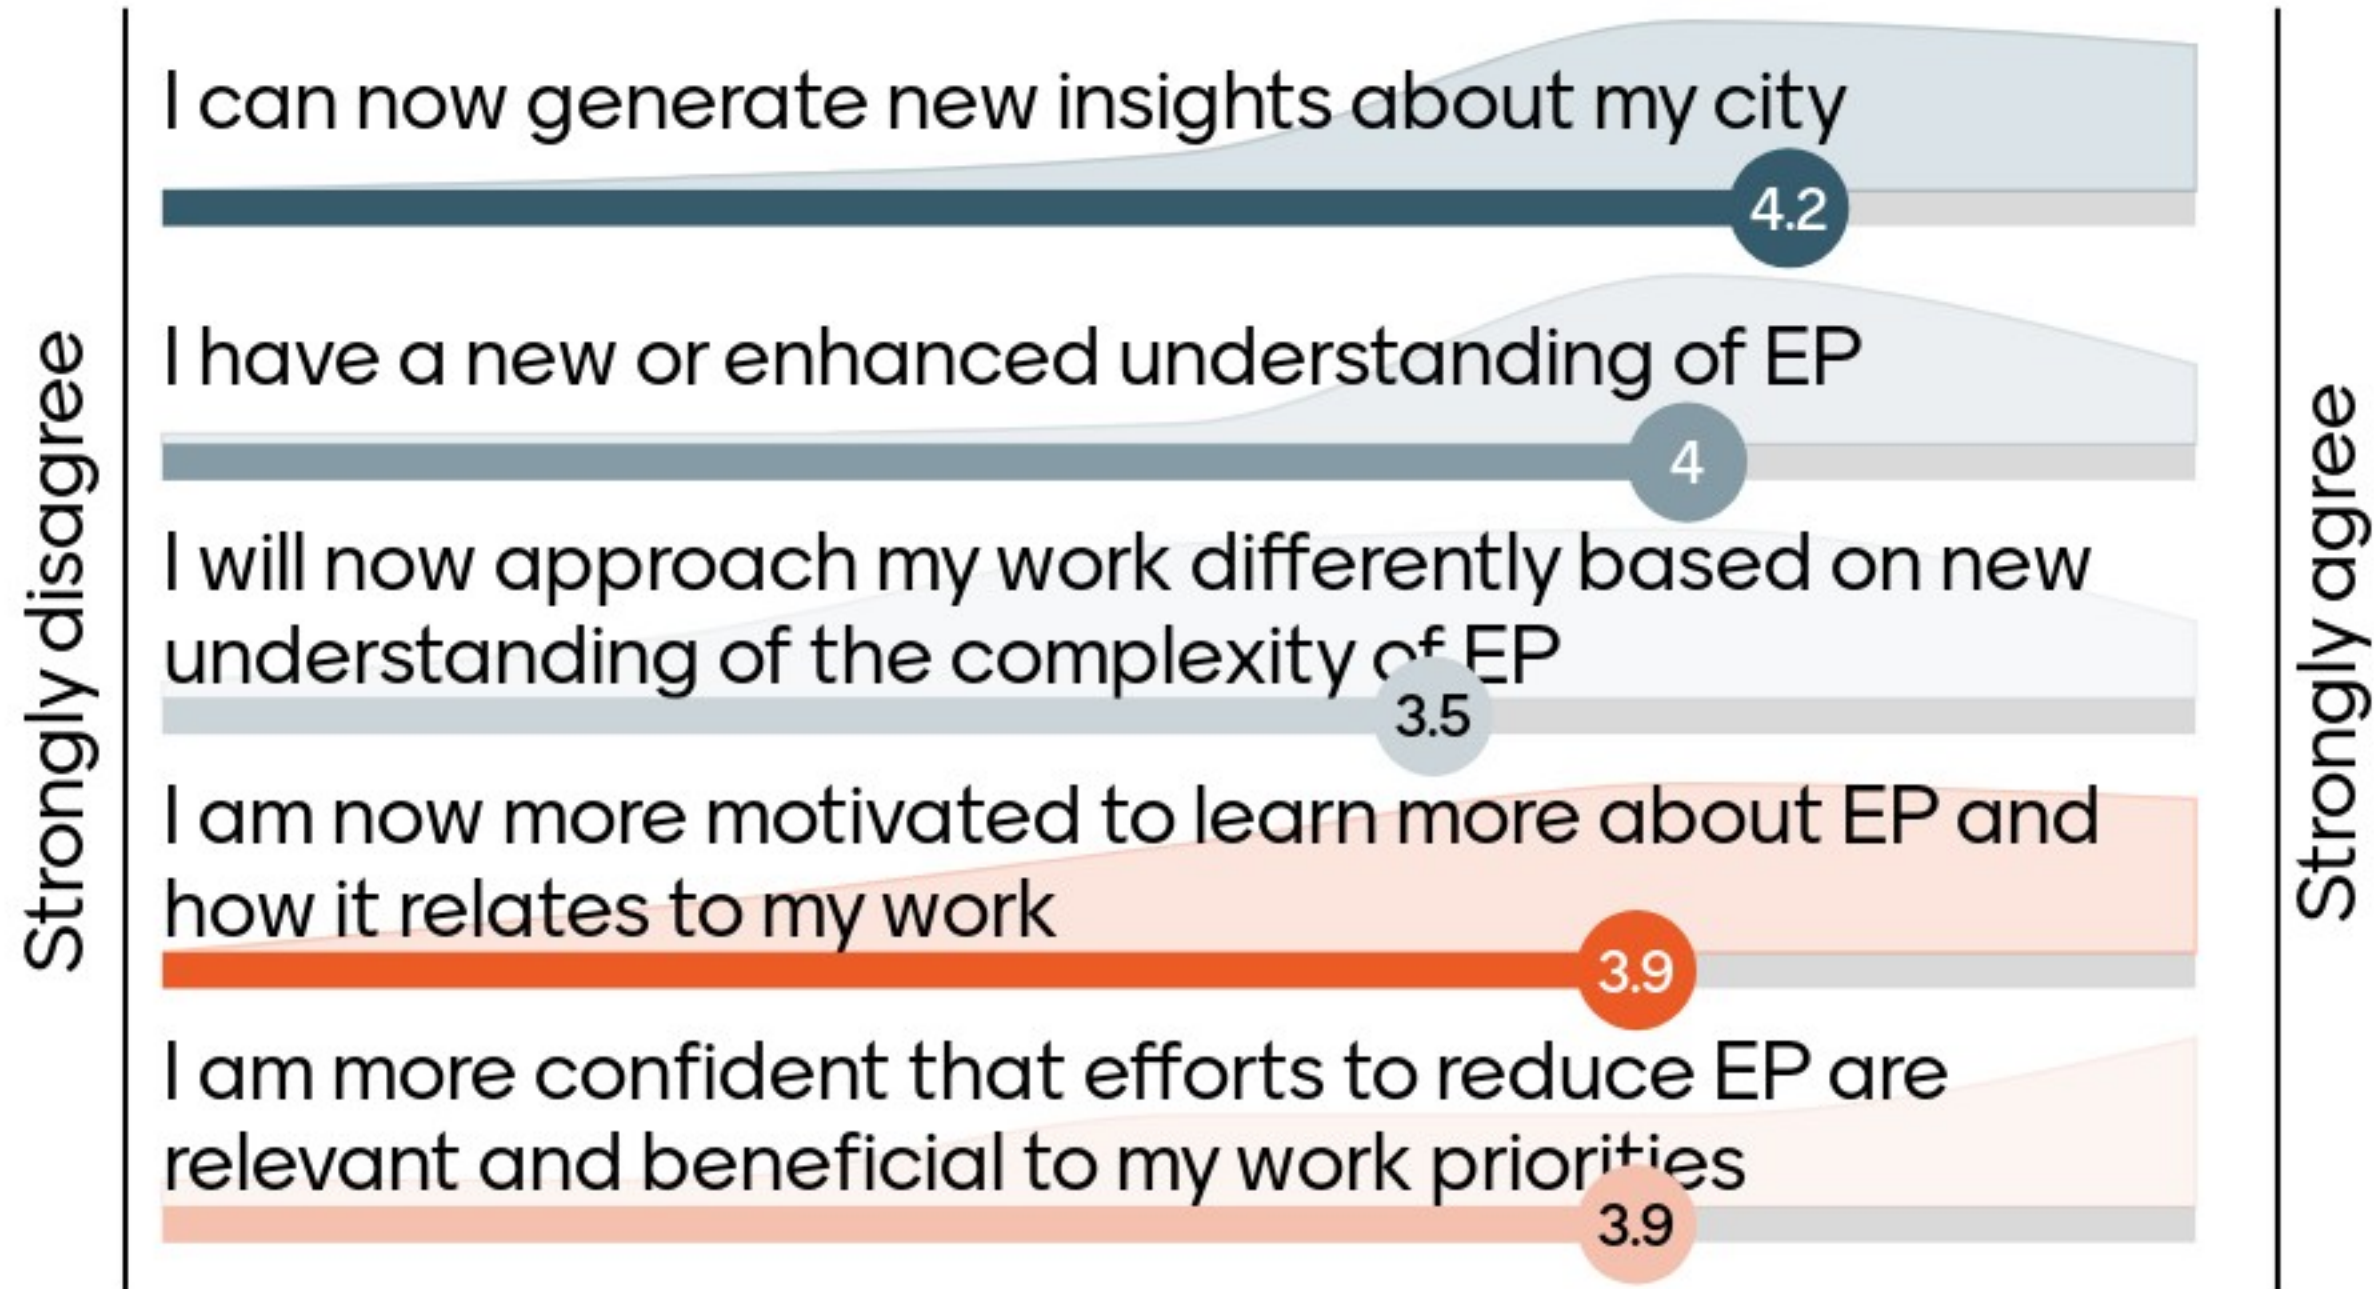 Strongly disagree
I can now generate new insights about my city
4.2
I have a new or enhanced understanding of EP
4
I will now approach my work differently based on new
understanding of the complexity of EP
3.5
I am now more motivated to learn more about EP and
how it relates to my work
3.9
I am more confident that efforts to reduce EP are
relevant and beneficial to my work priorities
3.9
Strongly agree